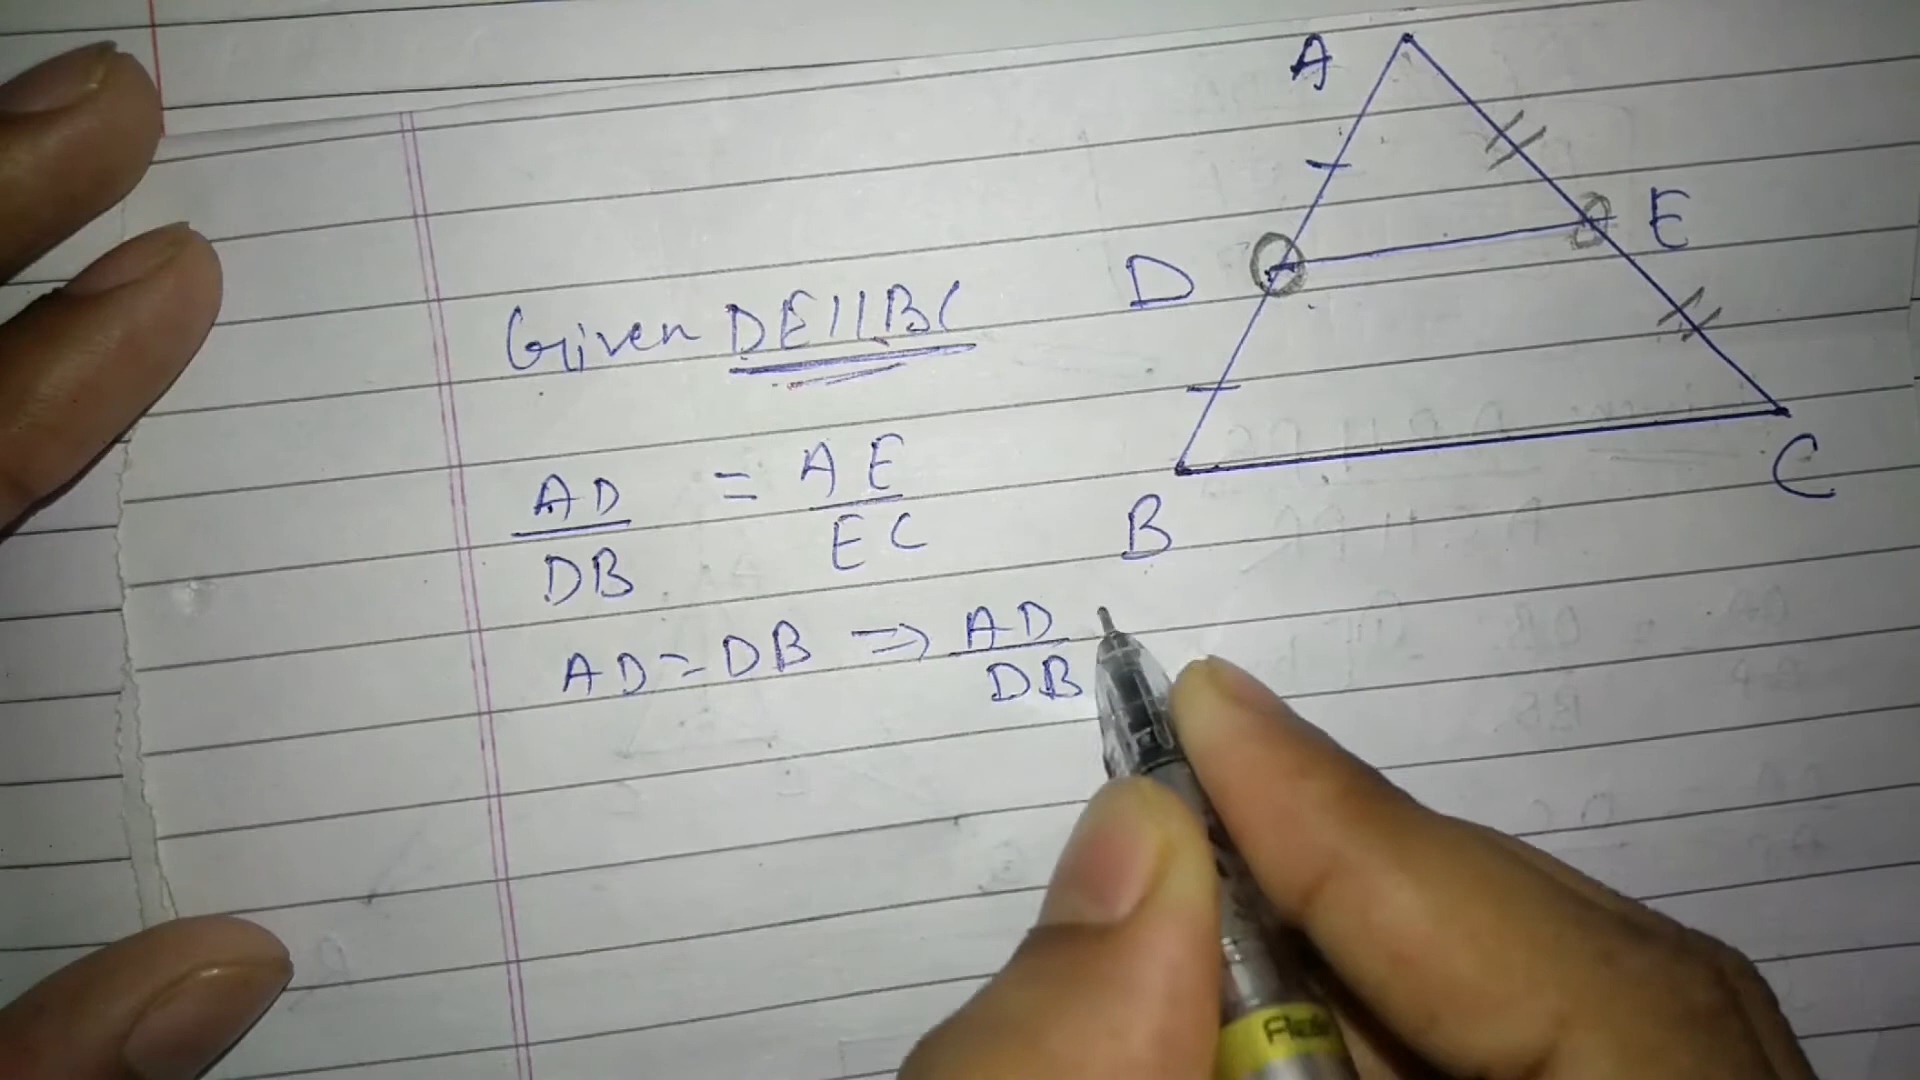 A
E
D
Given DE||BC
C
AD/DB = AE/EC
B
AD = DB ⇒ AD/DB